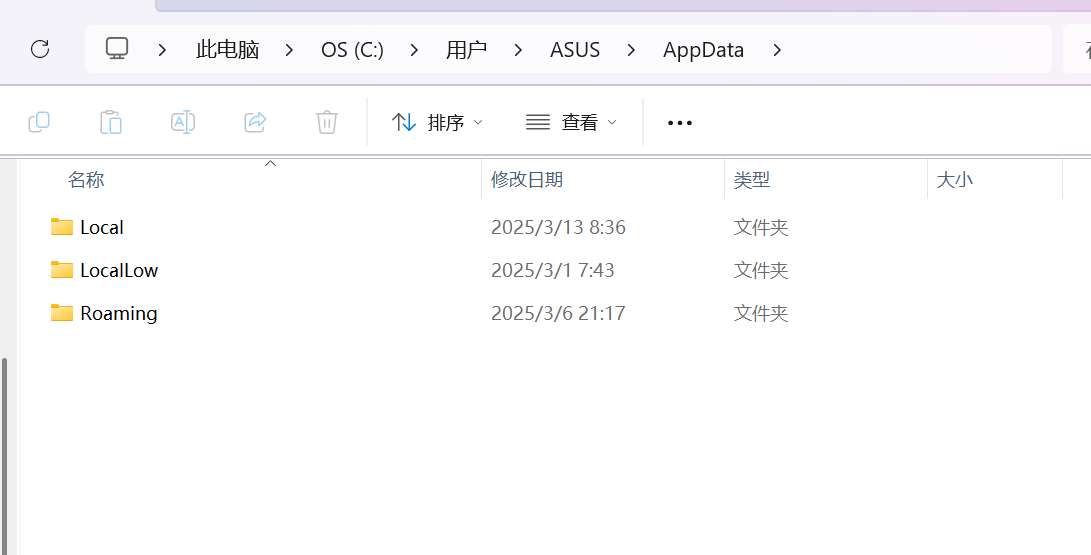 此电脑 > OS (C:) > 用户 > ASUS > AppData >
排序 查看 •••
名称 修改日期 类型 大小
Local 2025/3/13 8:36 文件夹
LocalLow 2025/3/1 7:43 文件夹
Roaming 2025/3/6 21:17 文件夹